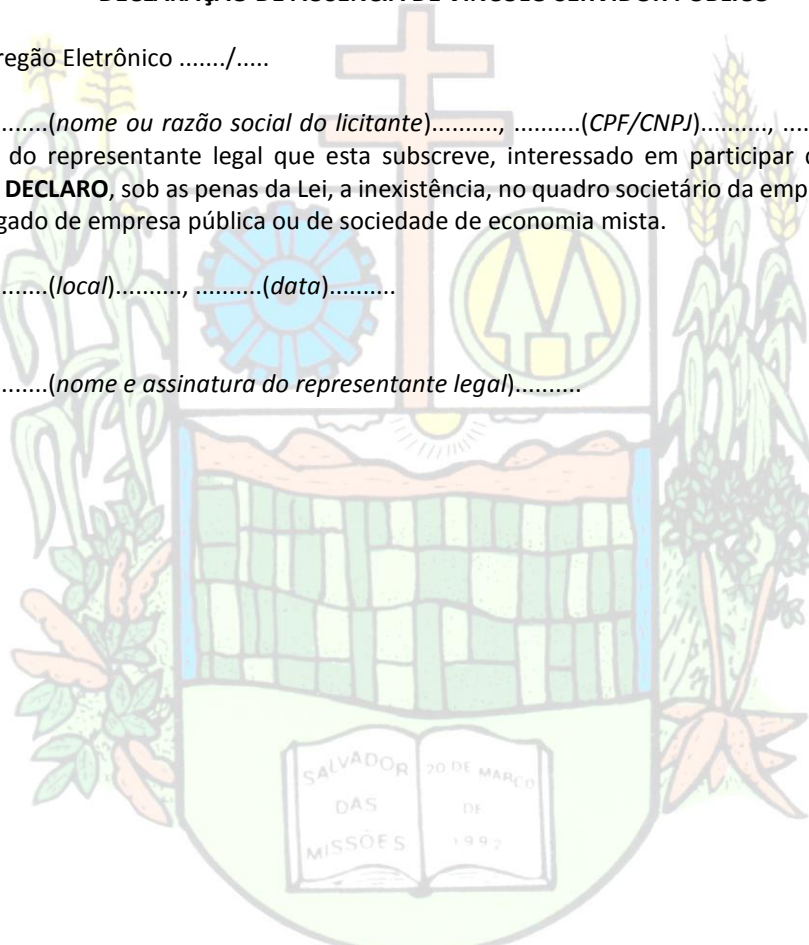 regão Eletrônico ......./.....
.......(nome ou razão social do licitante).........., ..........(CPF/CNPJ).........., ....
do representante legal que esta subscreve, interessado em participar
DECLARO, sob as penas da Lei, a inexistência, no quadro societário da emp
gado de empresa pública ou de sociedade de economia mista.
.......(local).........., ..........(data)..........
.......(nome e assinatura do representante legal)..........
SALVADOR
DAS
MISSÕES
20 DE MARÇO
DE
1992